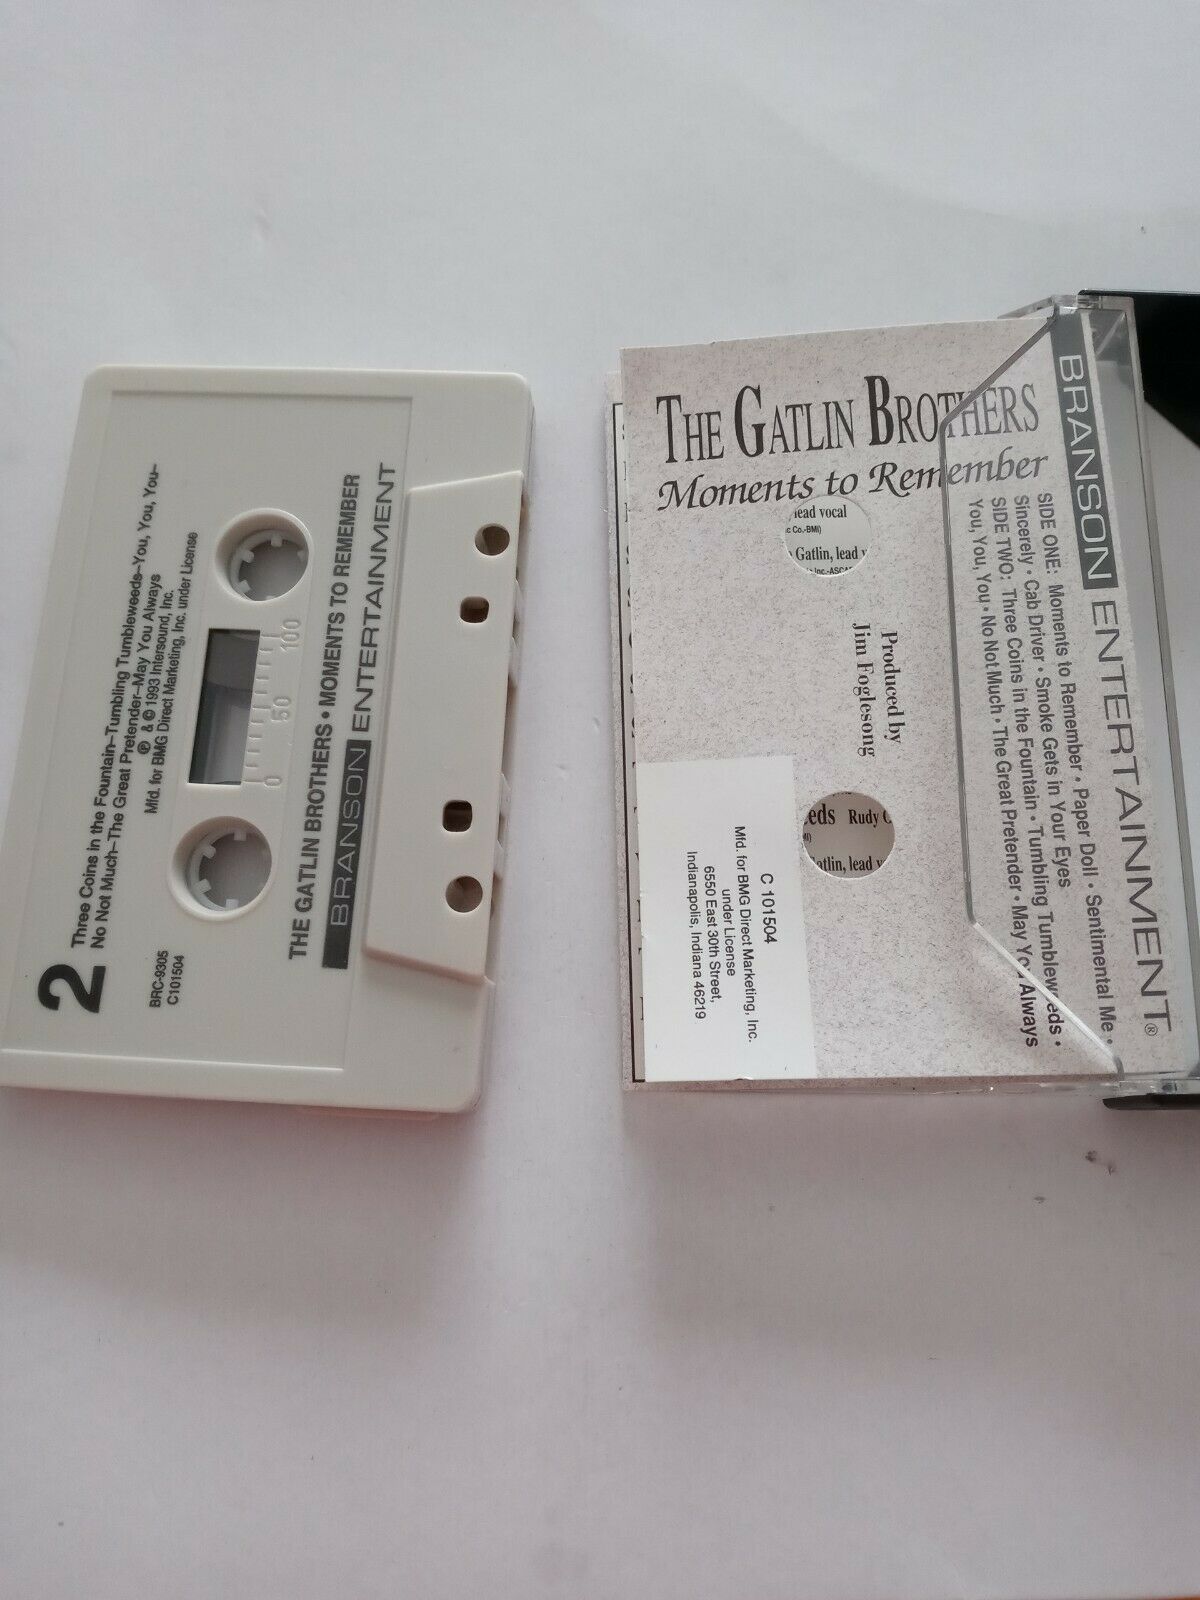 2
Three Coins in the Fountain–Tumbling Tumbleweeds–You, You, You–
No Not Much–The Great Pretender–May You Always
℗ & © 1993 Intersound, Inc.
Mfd. for BMG Direct Marketing, Inc. under License
BRC-9305
C101504
100
50
0
THE GATLIN BROTHERS • MOMENTS TO REMEMBER
BRANSON ENTERTAINMENT
THE GATLIN BROTHERS
Moments to Remember
lead vocal
Co.-BMI)
Gatlin, lead
Inc.-ASCA
Produced by
Jim Foglesong
eds Rudy
atlin, lead
C 101504
Mfd. for BMG Direct Marketing, Inc.
under License
6550 East 30th Street,
Indianapolis, Indiana 46219
BRANSON ENTERTAINMENT®
SIDE ONE: Moments to Remember • Paper Doll • Sentimental Me •
Sincerely • Cab Driver • Smoke Gets in Your Eyes
SIDE TWO: Three Coins in the Fountain • Tumbling Tumbleweeds •
You, You, You • No Not Much • The Great Pretender • May You Always